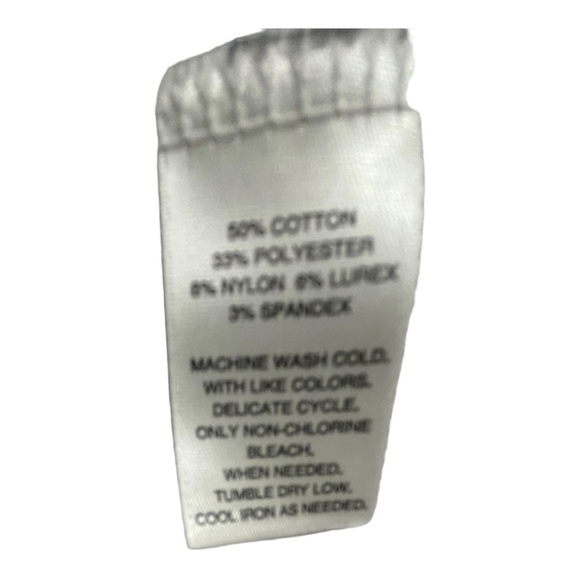 50% COTTON
33% POLYESTER
8% NYLON 6% LUREX
3% SPANDEX
MACHINE WASH COLD,
WITH LIKE COLORS,
DELICATE CYCLE,
ONLY NON-CHLORINE
BLEACH,
WHEN NEEDED,
TUMBLE DRY LOW,
COOL IRON AS NEEDED,